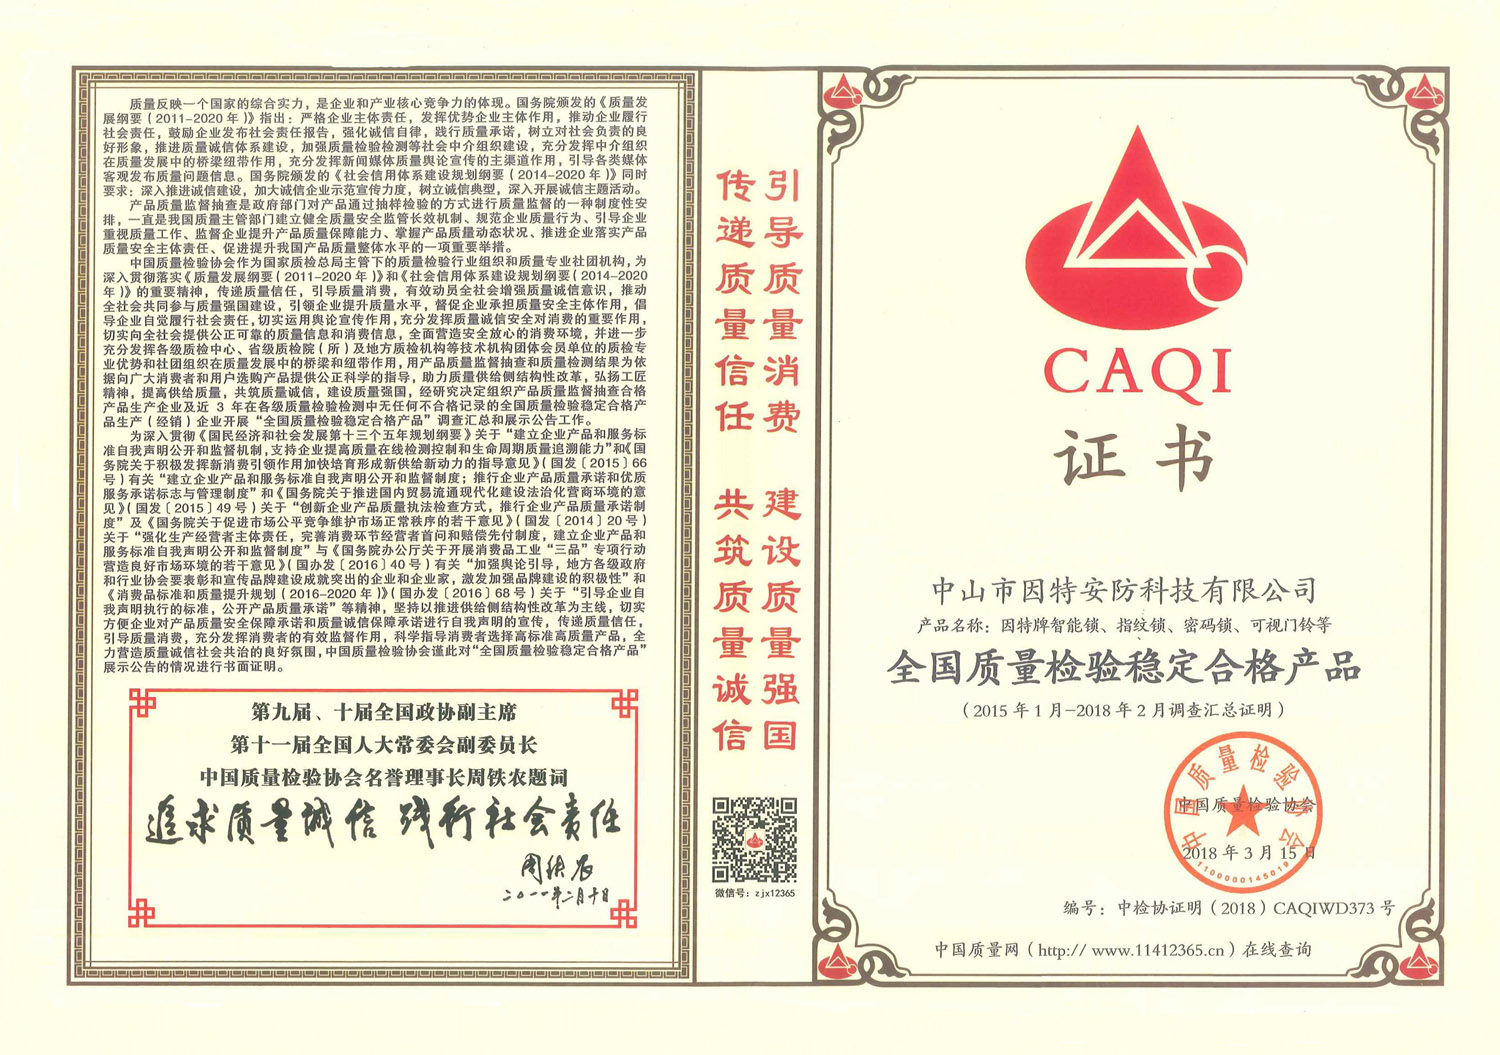 质量反映一个国家的综合实力，是企业和产业核心竞争力的体现。国务院颁发的《质量发
展纲要（2011-2020年）》指出：严格企业主体责任，发挥优势企业主体作用，推动企业履行
社会责任，鼓励企业发布社会责任报告，强化诚信自律，践行质量承诺，树立对社会负责的良
好形象，推进质量诚信体系建设，加强质量检验检测等社会中介组织建设，充分发挥中介组织
在质量发展中的桥梁纽带作用，充分发挥新闻媒体质量舆论宣传的主渠道作用，引导各类媒体
客观发布质量问题信息。国务院颁发的《社会信用体系建设规划纲要（2014-2020年）》同时
要求：深入推进诚信建设，加大诚信企业示范宣传力度，树立诚信典型，深入开展诚信主题活动。
产品质量监督抽查是政府部门对产品通过抽样检验的方式进行质量监督的一种制度性安
排，一直是我国质量主管部门建立健全质量安全监管长效机制、规范企业质量行为、引导企业
重视质量工作、监督企业提升产品质量保障能力、掌握产品质量动态状况、推进企业落实产品
质量安全主体责任、促进提升我国产品质量整体水平的一项重要举措。
中国质量检验协会作为国家质检总局主管下的质量检验行业组织和质量专业社团机构，为
深入贯彻落实《质量发展纲要（2011-2020年）》和《社会信用体系建设规划纲要（2014-2020
年）》的重要精神，传递质量信任，引导质量消费，有效动员全社会增强质量诚信意识，推动
全社会共同参与质量强国建设，引领企业提升质量水平，督促企业承担质量安全主体作用，倡
导企业自觉履行社会责任，切实运用舆论宣传作用，充分发挥质量诚信安全对消费的重要作用，
切实向全社会提供公正可靠的质量信息和消费信息，全面营造安全放心的消费环境，并进一步
充分发挥各级质检中心、省级质检院（所）及地方质检机构等技术机构团体会员单位的质检专
业优势和社团组织在质量发展中的桥梁和纽带作用，用产品质量监督抽查和质量检测结果为依
据向广大消费者和用户选购产品提供公正科学的指导，助力质量供给侧结构性改革，弘扬工匠
精神，提高供给质量，共筑质量诚信，建设质量强国，经研究决定组织产品质量监督抽查合格
产品生产企业及近 3 年在各级质量检验检测中无任何不合格记录的全国质量检验稳定合格产
品生产（经销）企业开展“全国质量检验稳定合格产品”调查汇总和展示公告工作。
为深入贯彻《国民经济和社会发展第十三个五年规划纲要》关于“建立企业产品和服务标
准自我声明公开和监督机制，支持企业提高质量在线检测控制和生命周期质量追溯能力”和《国
务院关于积极发挥新消费引领作用加快培育形成新供给新动力的指导意见》（国发〔2015〕66
号）有关“建立企业产品和服务标准自我声明公开和监督制度；推行企业产品质量承诺和优质
服务承诺标志与管理制度”和《国务院关于推进国内贸易流通现代化建设法治化营商环境的意
见》（国发〔2015〕49号）关于“创新企业产品质量执法检查方式，推行企业产品质量承诺制
度”及《国务院关于促进市场公平竞争维护市场正常秩序的若干意见》（国发〔2014〕20号）
关于“强化生产经营者主体责任，完善消费环节经营者首问和赔偿先付制度，建立企业产品和
服务标准自我声明公开和监督制度”与《国务院办公厅关于开展消费品工业“三品”专项行动
营造良好市场环境的若干意见》（国办发〔2016〕40号）有关“加强舆论引导，地方各级政府
和行业协会要表彰和宣传品牌建设成就突出的企业和企业家，激发加强品牌建设的积极性”和
《消费品标准和质量提升规划（2016-2020年）》（国办发〔2016〕68号）关于“引导企业自
我声明执行的标准，公开产品质量承诺”等精神，坚持以推进供给侧结构性改革为主线，切实
方便企业对产品质量安全保障承诺和质量诚信保障承诺进行自我声明的宣传，传递质量信任，
引导质量消费，充分发挥消费者的有效监督作用，科学指导消费者选择高标准高质量产品，全
力营造质量诚信社会共治的良好氛围，中国质量检验协会谨此对“全国质量检验稳定合格产品”
展示公告的情况进行书面证明。
第九届、十届全国政协副主席
第十一届全国人大常委会副委员长
中国质量检验协会名誉理事长周铁农题词
追求质量诚信 践行社会责任
周铁农
二〇一一年二月十日
引导质量消费 建设质量强国
传递质量信任 共筑质量诚信
微信号：zjx12365
CAQI
证书
中山市因特安防科技有限公司
产品名称：因特牌智能锁、指纹锁、密码锁、可视门铃等
全国质量检验稳定合格产品
（2015年1月-2018年2月调查汇总证明）
中国质量检验协会
中国质量检验协会
2018年3月15日
1100000145019
编号：中检协证明（2018）CAQIWD373号
中国质量网（http:// www.11412365.cn）在线查询